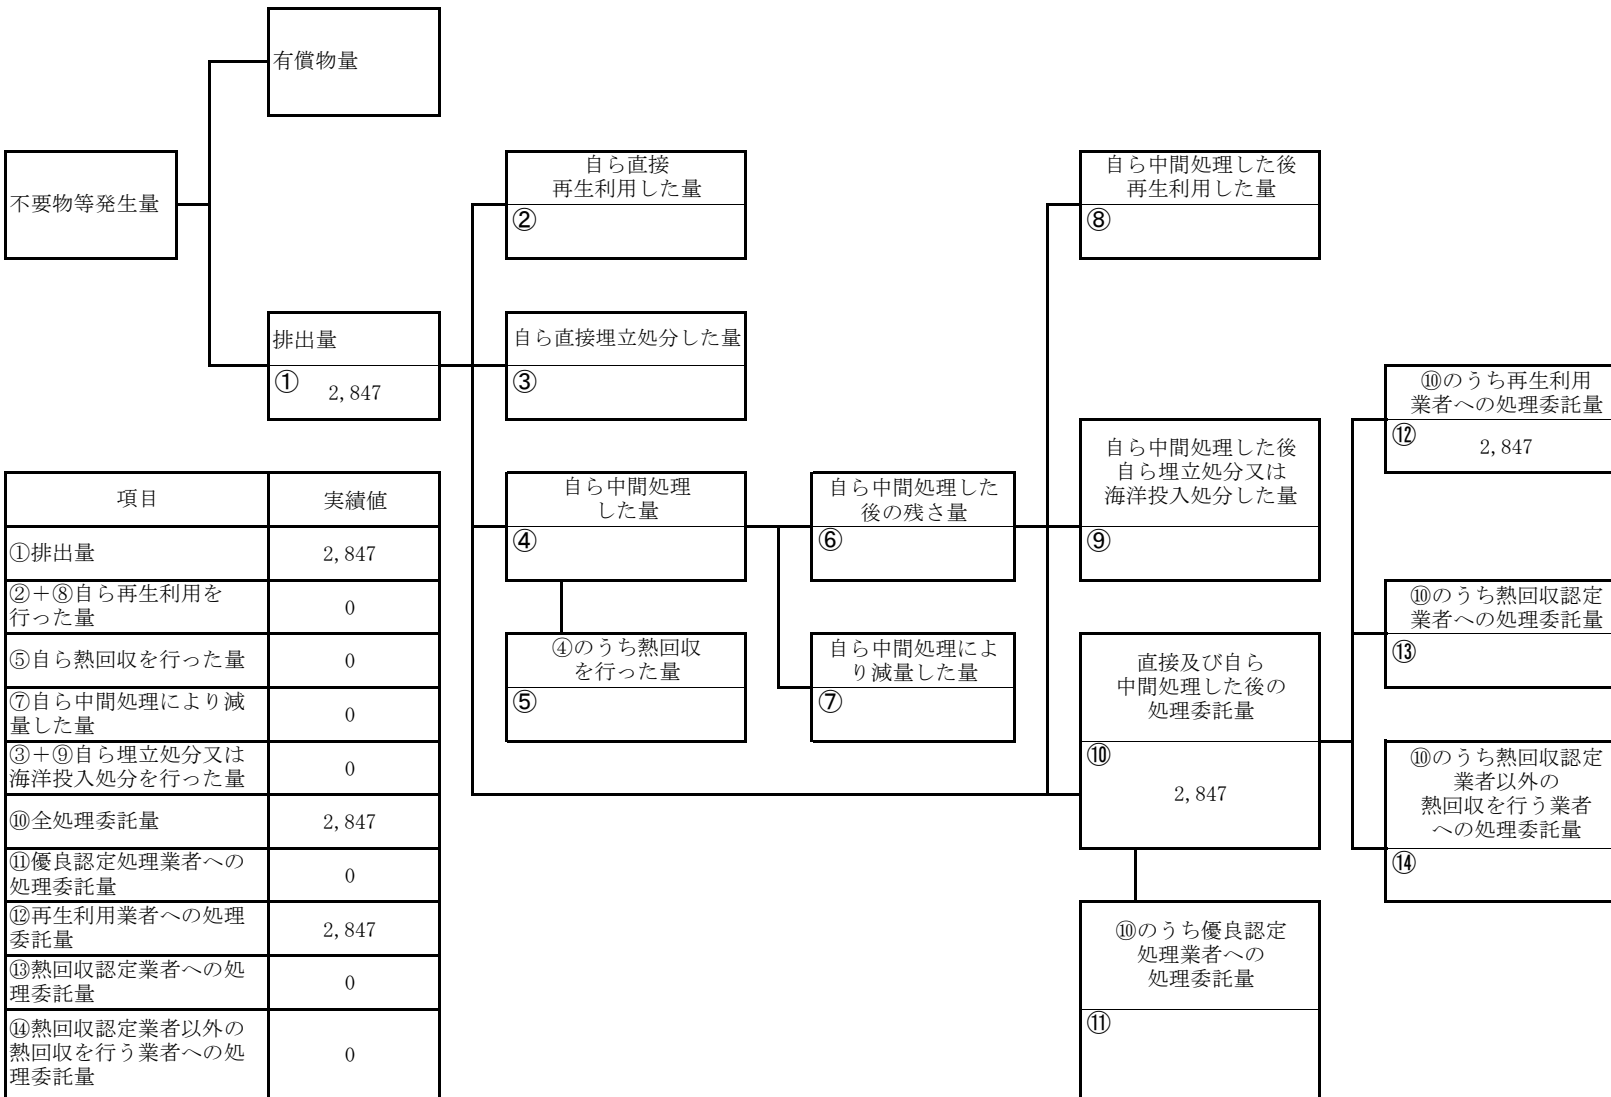 有償物量
不要物等発生量
排出量
①
2,847
自ら直接
再生利用した量
②
自ら直接埋立処分した量
③
自ら中間処理
した量
④
④のうち熱回収
を行った量
⑤
自ら中間処理した
後の残さ量
⑥
自ら中間処理によ
り減量した量
⑦
自ら中間処理した後
再生利用した量
⑧
自ら中間処理した後
自ら埋立処分又は
海洋投入処分した量
⑨
直接及び自ら
中間処理した後の
処理委託量
⑩
2,847
⑩のうち優良認定
処理業者への
処理委託量
⑪
⑩のうち再生利用
業者への処理委託量
⑫
2,847
⑩のうち熱回収認定
業者への処理委託量
⑬
⑩のうち熱回収認定
業者以外の
熱回収を行う業者
への処理委託量
⑭
項目
実績値
①排出量
2,847
②＋⑧自ら再生利用を
行った量
0
⑤自ら熱回収を行った量
0
⑦自ら中間処理により減
量した量
0
③＋⑨自ら埋立処分又は
海洋投入処分を行った量
0
⑩全処理委託量
2,847
⑪優良認定処理業者への
処理委託量
0
⑫再生利用業者への処理
委託量
2,847
⑬熱回収認定業者への処
理委託量
0
⑭熱回収認定業者以外の
熱回収を行う業者への処
理委託量
0